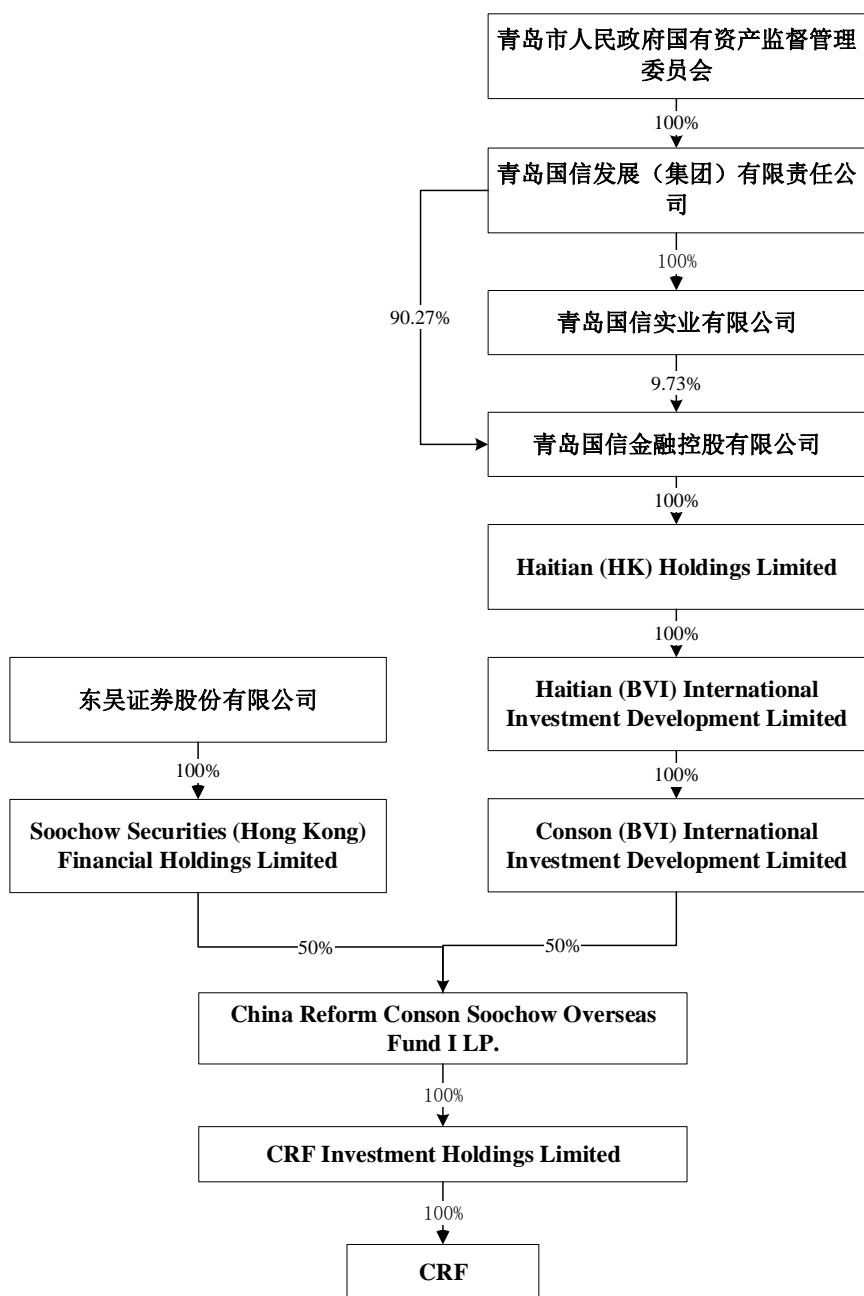 青岛市人民政府国有资产监督管理
委员会
100%
青岛国信发展（集团）有限责任公
司
100%
90.27%
青岛国信实业有限公司
9.73%
青岛国信金融控股有限公司
100%
Haitian (HK) Holdings Limited
100%
东吴证券股份有限公司
Haitian (BVI) International
Investment Development Limited
100%
100%
Soochow Securities (Hong Kong)
Financial Holdings Limited
Conson (BVI) International
Investment Development Limited
50%
50%
China Reform Conson Soochow Overseas
Fund I LP.
100%
CRF Investment Holdings Limited
100%
CRF